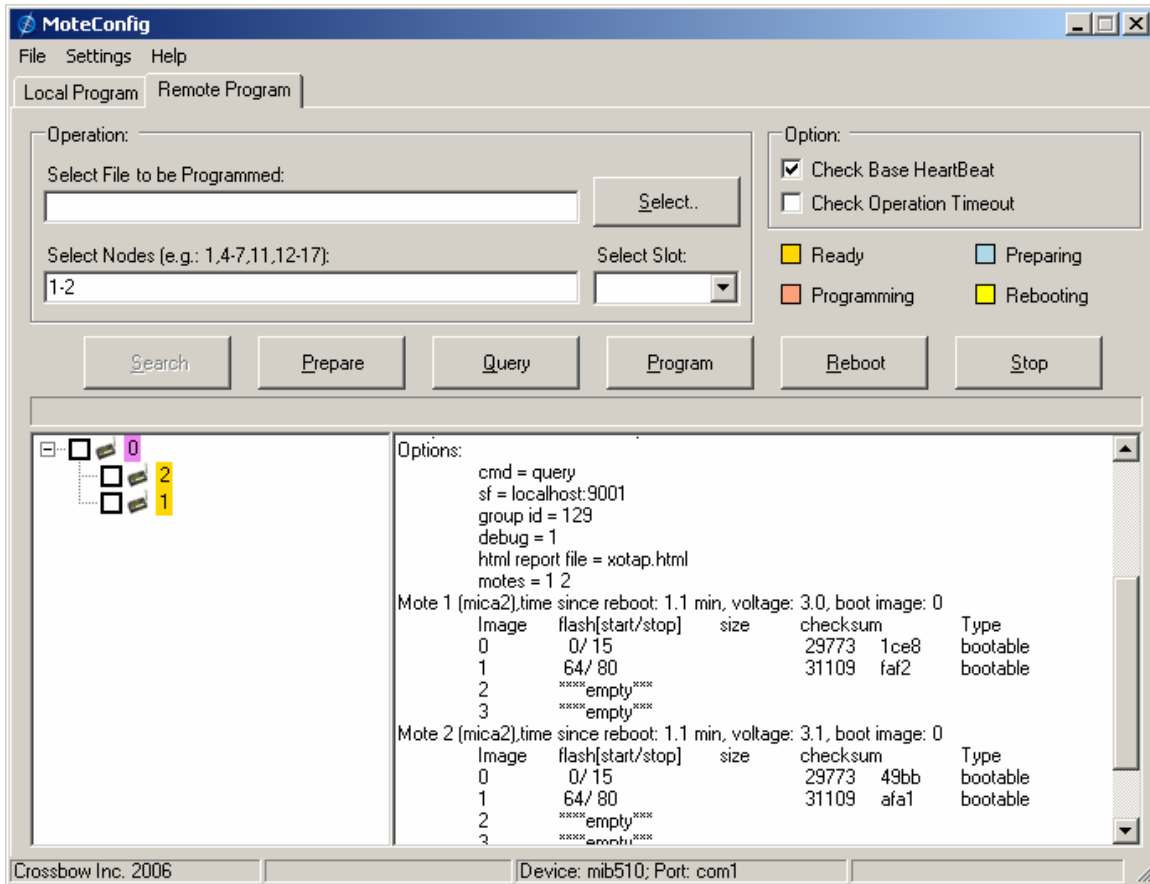 MoteConfig
File Settings Help
Local Program Remote Program
Operation:
Select File to be Programmed:
Select..
Select Nodes (e.g.: 1,4-7,11,12-17):
Select Slot:
1-2
Option:
Check Base HeartBeat
Check Operation Timeout
Ready Preparing
Programming Rebooting
Search Prepare Query Program Reboot Stop
0
2
1
Options:
cmd = query
sf = localhost:9001
group id = 129
debug = 1
html report file = xotap.html
motes = 1 2
Mote 1 (mica2),time since reboot: 1.1 min, voltage: 3.0, boot image: 0
Image flash[start/stop] size checksum Type
0 0/ 15 29773 1ce8 bootable
1 64/ 80 31109 faf2 bootable
2 ****empty***
3 ****empty***
Mote 2 (mica2),time since reboot: 1.1 min, voltage: 3.1, boot image: 0
Image flash[start/stop] size checksum Type
0 0/ 15 29773 49bb bootable
1 64/ 80 31109 afa1 bootable
2 ****empty***
3 ****empty***
Crossbow Inc. 2006 Device: mib510; Port: com1